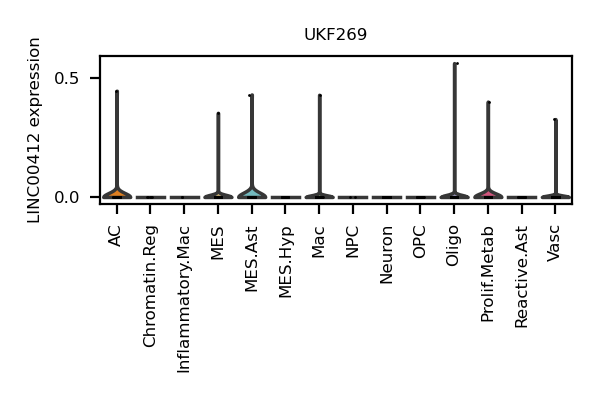 UKF269
LINC00412 expression
0.5
0.0
AC
Chromatin.Reg
Inflammatory.Mac
MES
MES.Ast
MES.Hyp
Mac
NPC
Neuron
OPC
Oligo
Prolif.Metab
Reactive.Ast
Vasc